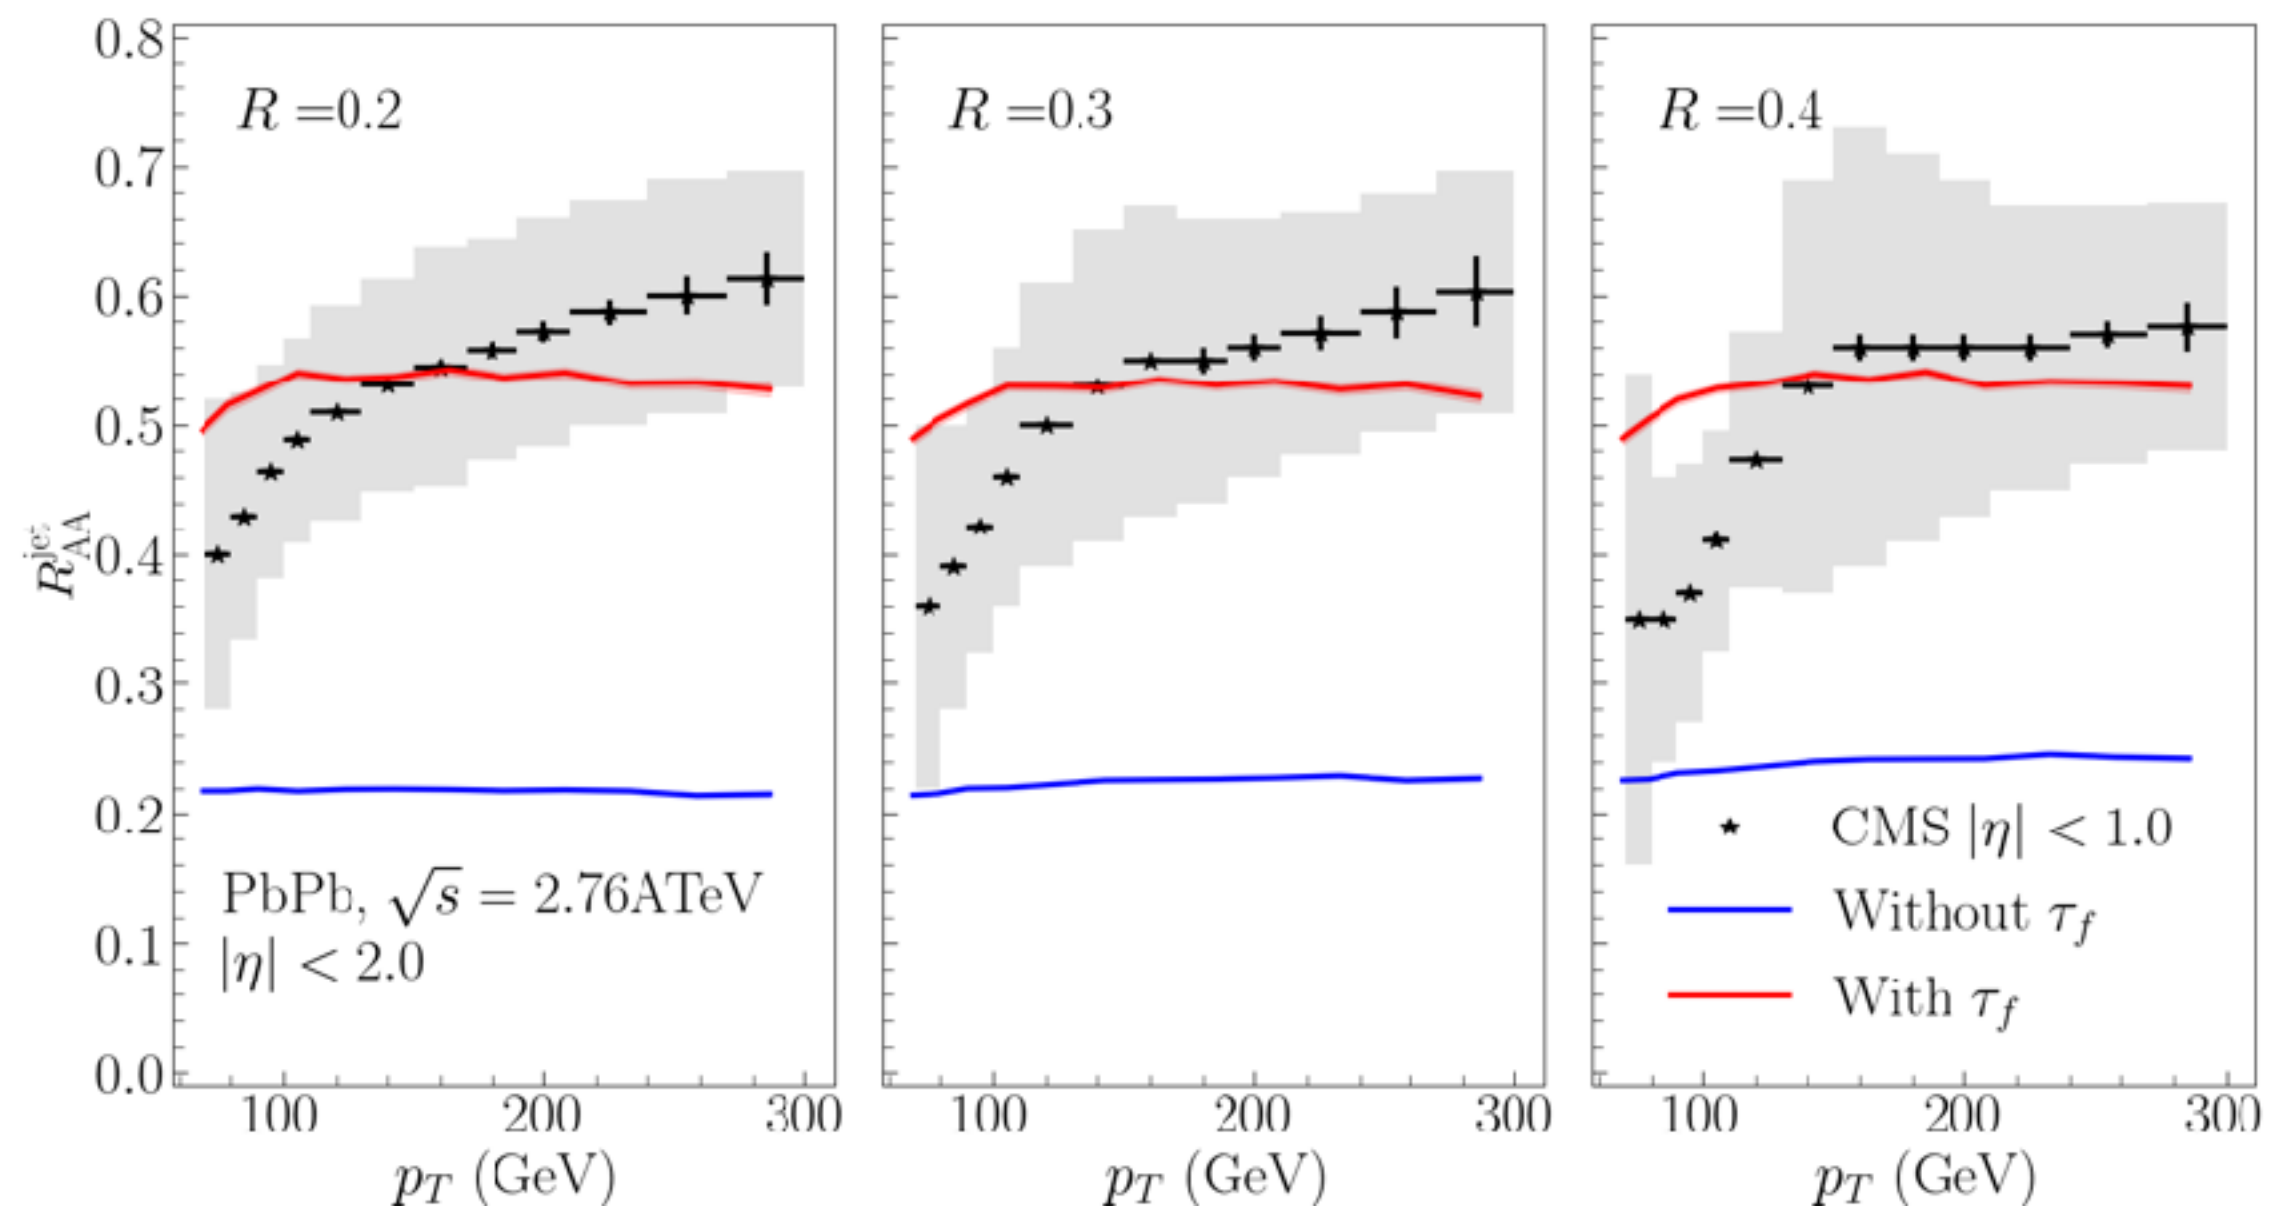 0.8
0.7
0.6
0.5
0.4
0.3
0.2
0.1
0.0
R_{AA}^{jet}
R =0.2
PbPb, √s = 2.76ATeV
|η| < 2.0
100 200 300
p_T (GeV)
R =0.3
100 200 300
p_T (GeV)
R =0.4
CMS |η| < 1.0
Without τ_f
With τ_f
100 200 300
p_T (GeV)